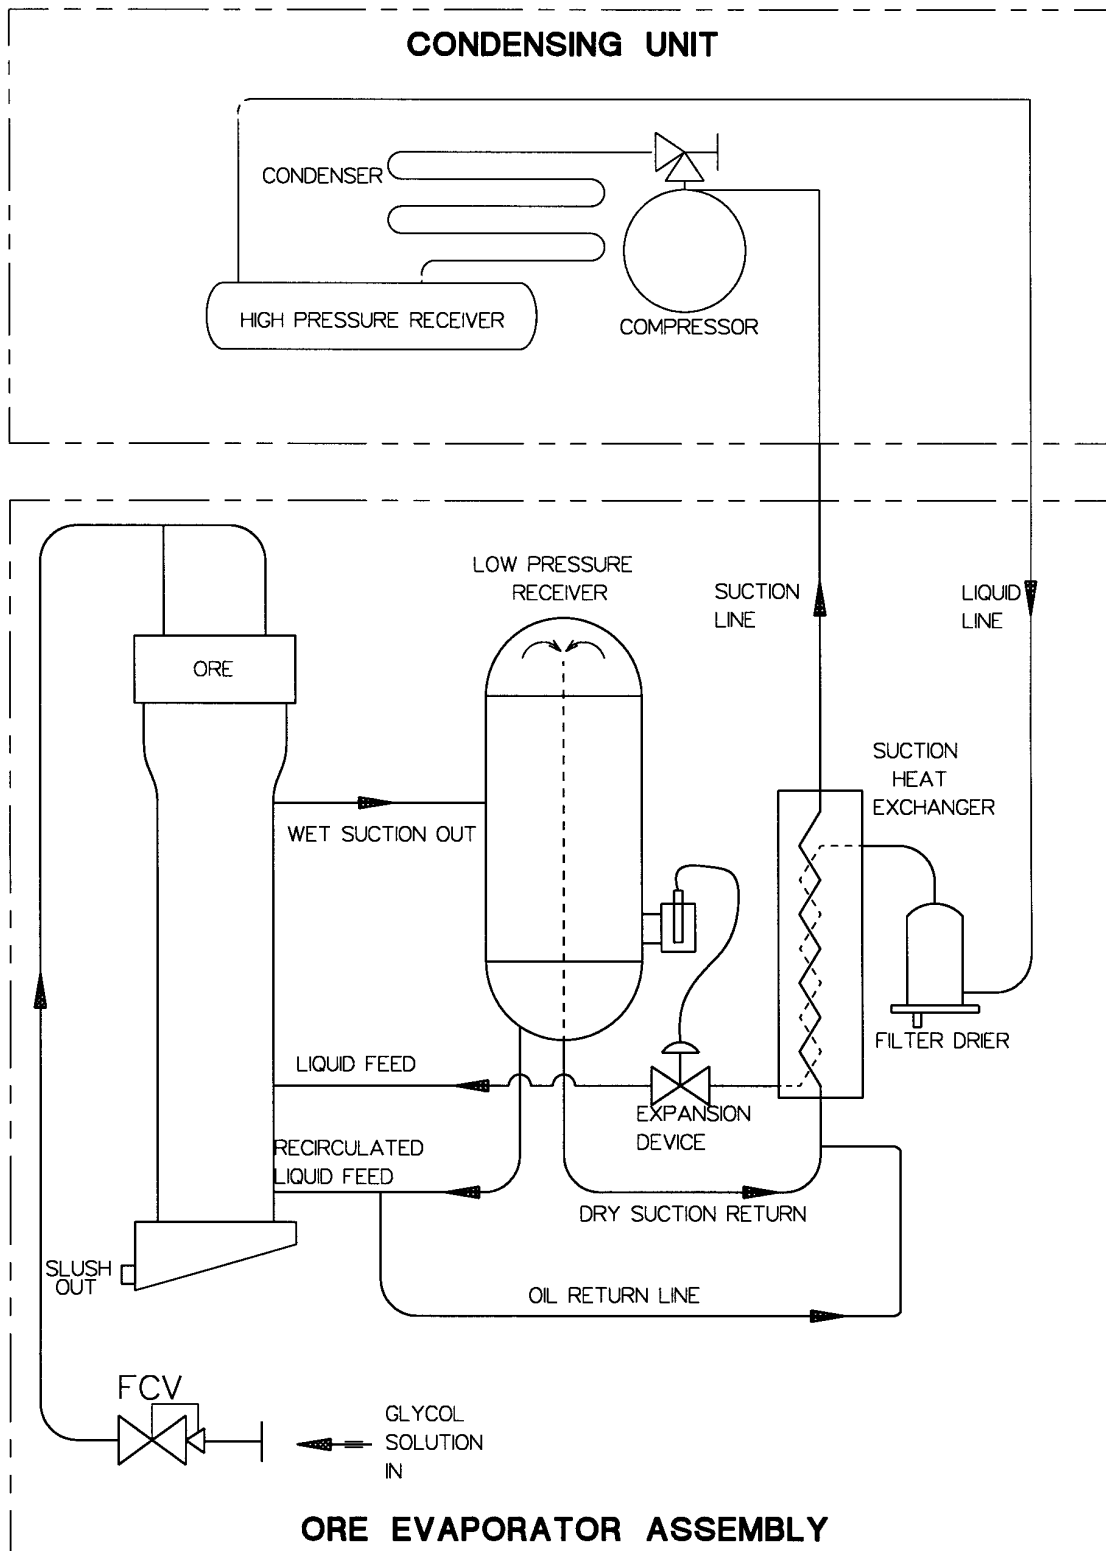 CONDENSING UNIT
CONDENSER
HIGH PRESSURE RECEIVER
COMPRESSOR
LOW PRESSURE
RECEIVER
SUCTION
LINE
LIQUID
LINE
ORE
SUCTION
HEAT
EXCHANGER
WET SUCTION OUT
FILTER DRIER
LIQUID FEED
EXPANSION
DEVICE
RECIRCULATED
LIQUID FEED
DRY SUCTION RETURN
SLUSH
OUT
OIL RETURN LINE
FCV
GLYCOL
SOLUTION
IN
ORE EVAPORATOR ASSEMBLY